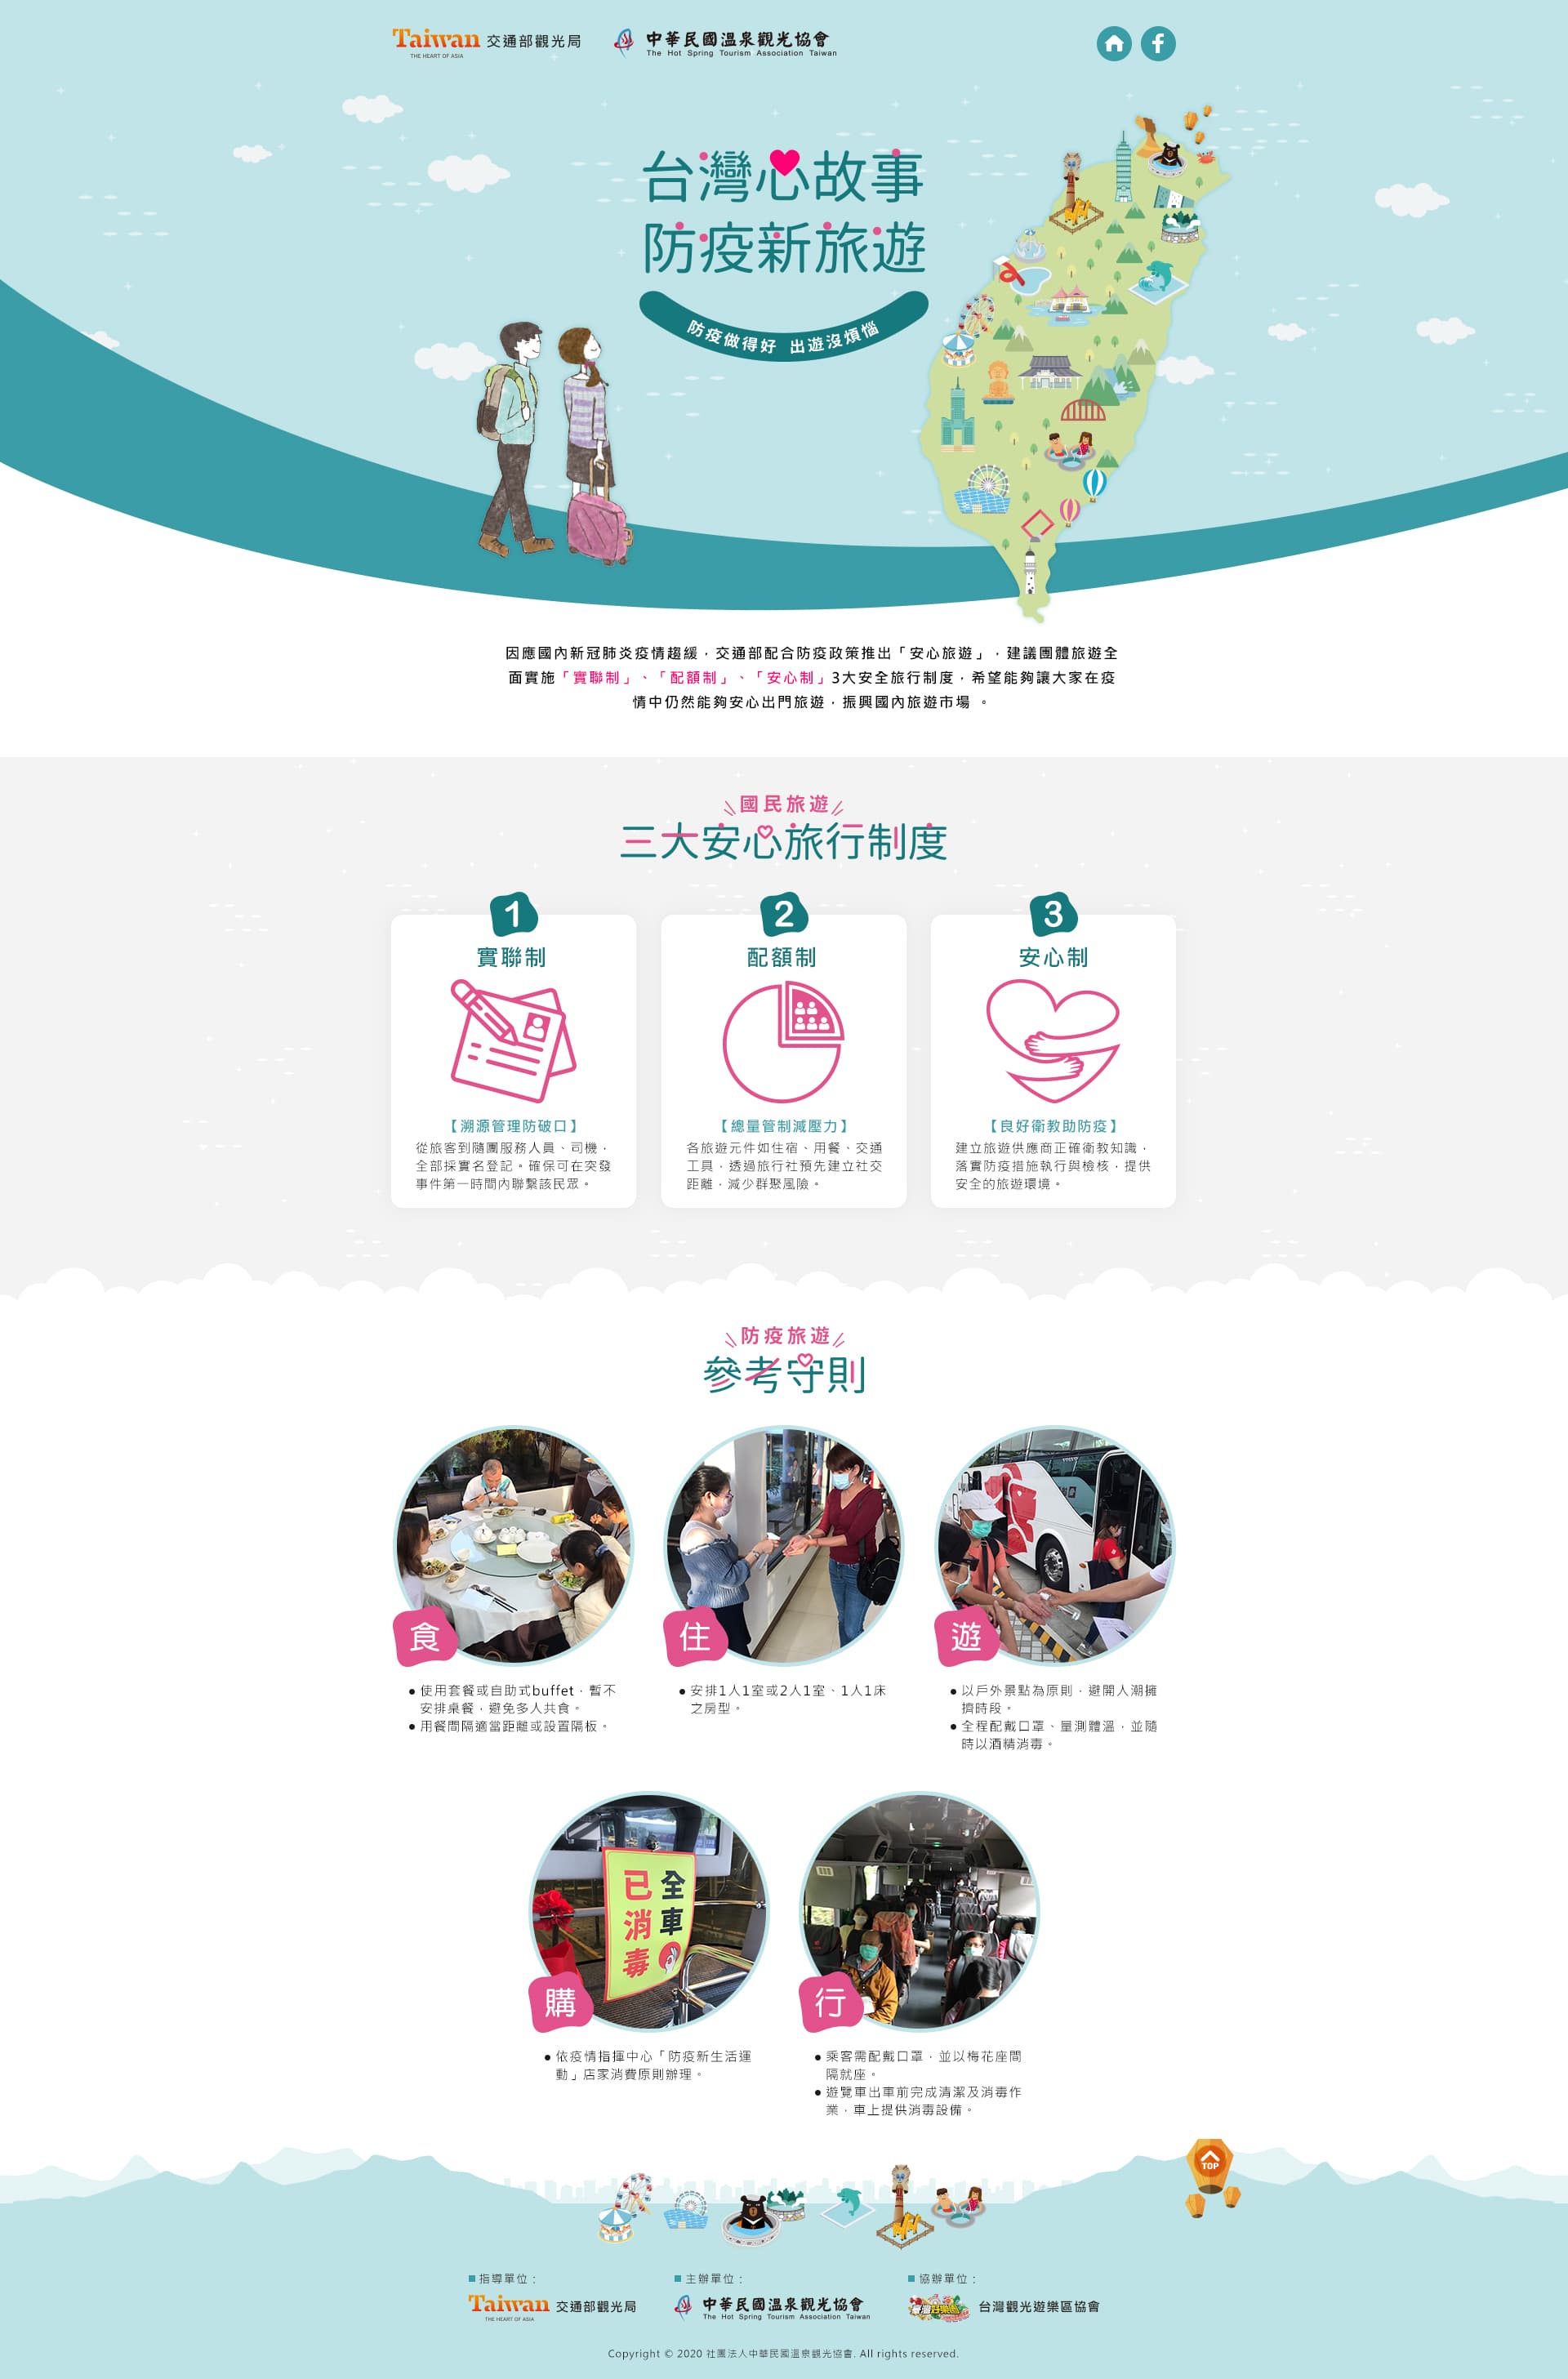 Taiwan
THE HEART OF ASIA
交通部觀光局
中華民國溫泉觀光協會
The Hot Spring Tourism Association Taiwan
台灣心故事
防疫新旅遊
防疫做得好 出遊沒煩惱
因應國內新冠肺炎疫情趨緩，交通部配合防疫政策推出「安心旅遊」，建議團體旅遊全
面實施「實聯制」、「配額制」、「安心制」3大安全旅行制度，希望能夠讓大家在疫
情中仍然能夠安心出門旅遊，振興國內旅遊市場 。
國民旅遊
三大安心旅行制度
1
實聯制
【溯源管理防破口】
從旅客到隨團服務人員、司機，
全部採實名登記。確保可在突發
事件第一時間內聯繫該民眾。
2
配額制
【總量管制減壓力】
各旅遊元件如住宿、用餐、交通
工具，透過旅行社預先建立社交
距離，減少群聚風險。
3
安心制
【良好衛教助防疫】
建立旅遊供應商正確衛教知識，
落實防疫措施執行與檢核，提供
安全的旅遊環境。
防疫旅遊
參考守則
食
● 使用套餐或自助式buffet，暫不
安排桌餐，避免多人共食。
● 用餐間隔適當距離或設置隔板。
住
● 安排1人1室或2人1室、1人1床
之房型。
遊
● 以戶外景點為原則，避開人潮擁
擠時段。
● 全程配戴口罩、量測體溫，並隨
時以酒精消毒。
全車
已消毒
購
● 依疫情指揮中心「防疫新生活運
動」店家消費原則辦理。
行
● 乘客需配戴口罩，並以梅花座間
隔就座。
● 遊覽車出車前完成清潔及消毒作
業，車上提供消毒設備。
TOP
指導單位：
Taiwan
THE HEART OF ASIA
交通部觀光局
主辦單位：
中華民國溫泉觀光協會
The Hot Spring Tourism Association Taiwan
協辦單位：
台灣觀光遊樂區協會
Copyright © 2020 社團法人中華民國溫泉觀光協會. All rights reserved.